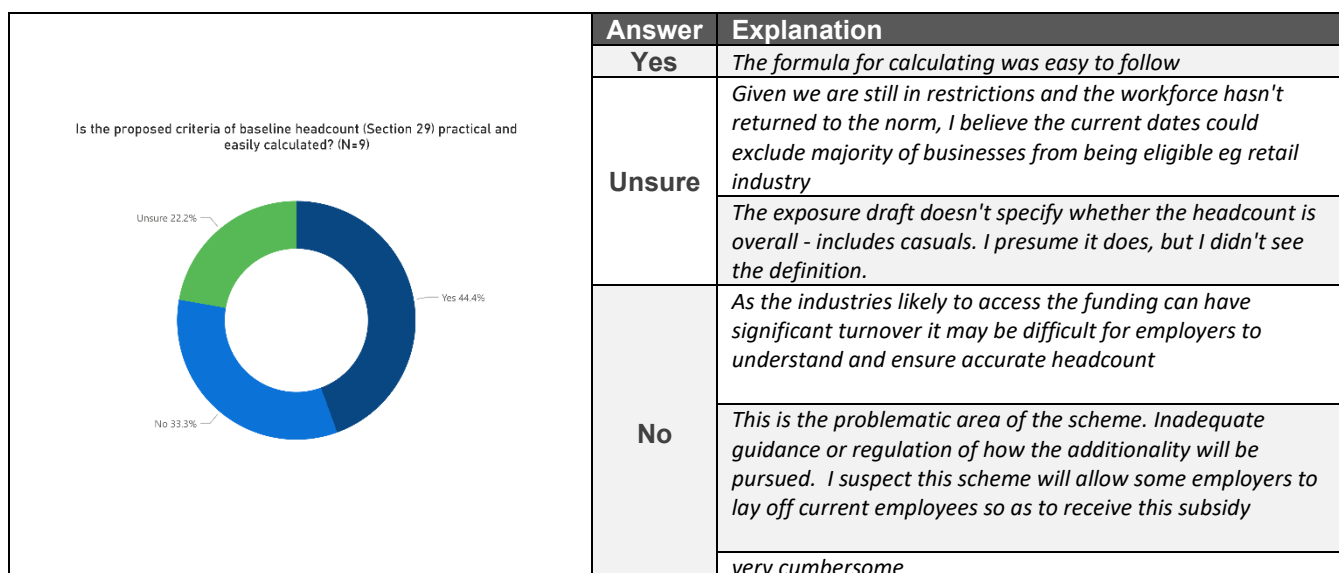 Is the proposed criteria of baseline headcount (Section 29) practical and
easily calculated? (N=9)
Unsure 22.2%
Yes 44.4%
No 33.3%
Answer Explanation
Yes The formula for calculating was easy to follow
Unsure
Given we are still in restrictions and the workforce hasn't
returned to the norm, I believe the current dates could
exclude majority of businesses from being eligible eg retail
industry
The exposure draft doesn't specify whether the headcount is
overall - includes casuals. I presume it does, but I didn't see
the definition.
No
As the industries likely to access the funding can have
significant turnover it may be difficult for employers to
understand and ensure accurate headcount
This is the problematic area of the scheme. Inadequate
guidance or regulation of how the additionality will be
pursued.  I suspect this scheme will allow some employers to
lay off current employees so as to receive this subsidy
very cumbersome